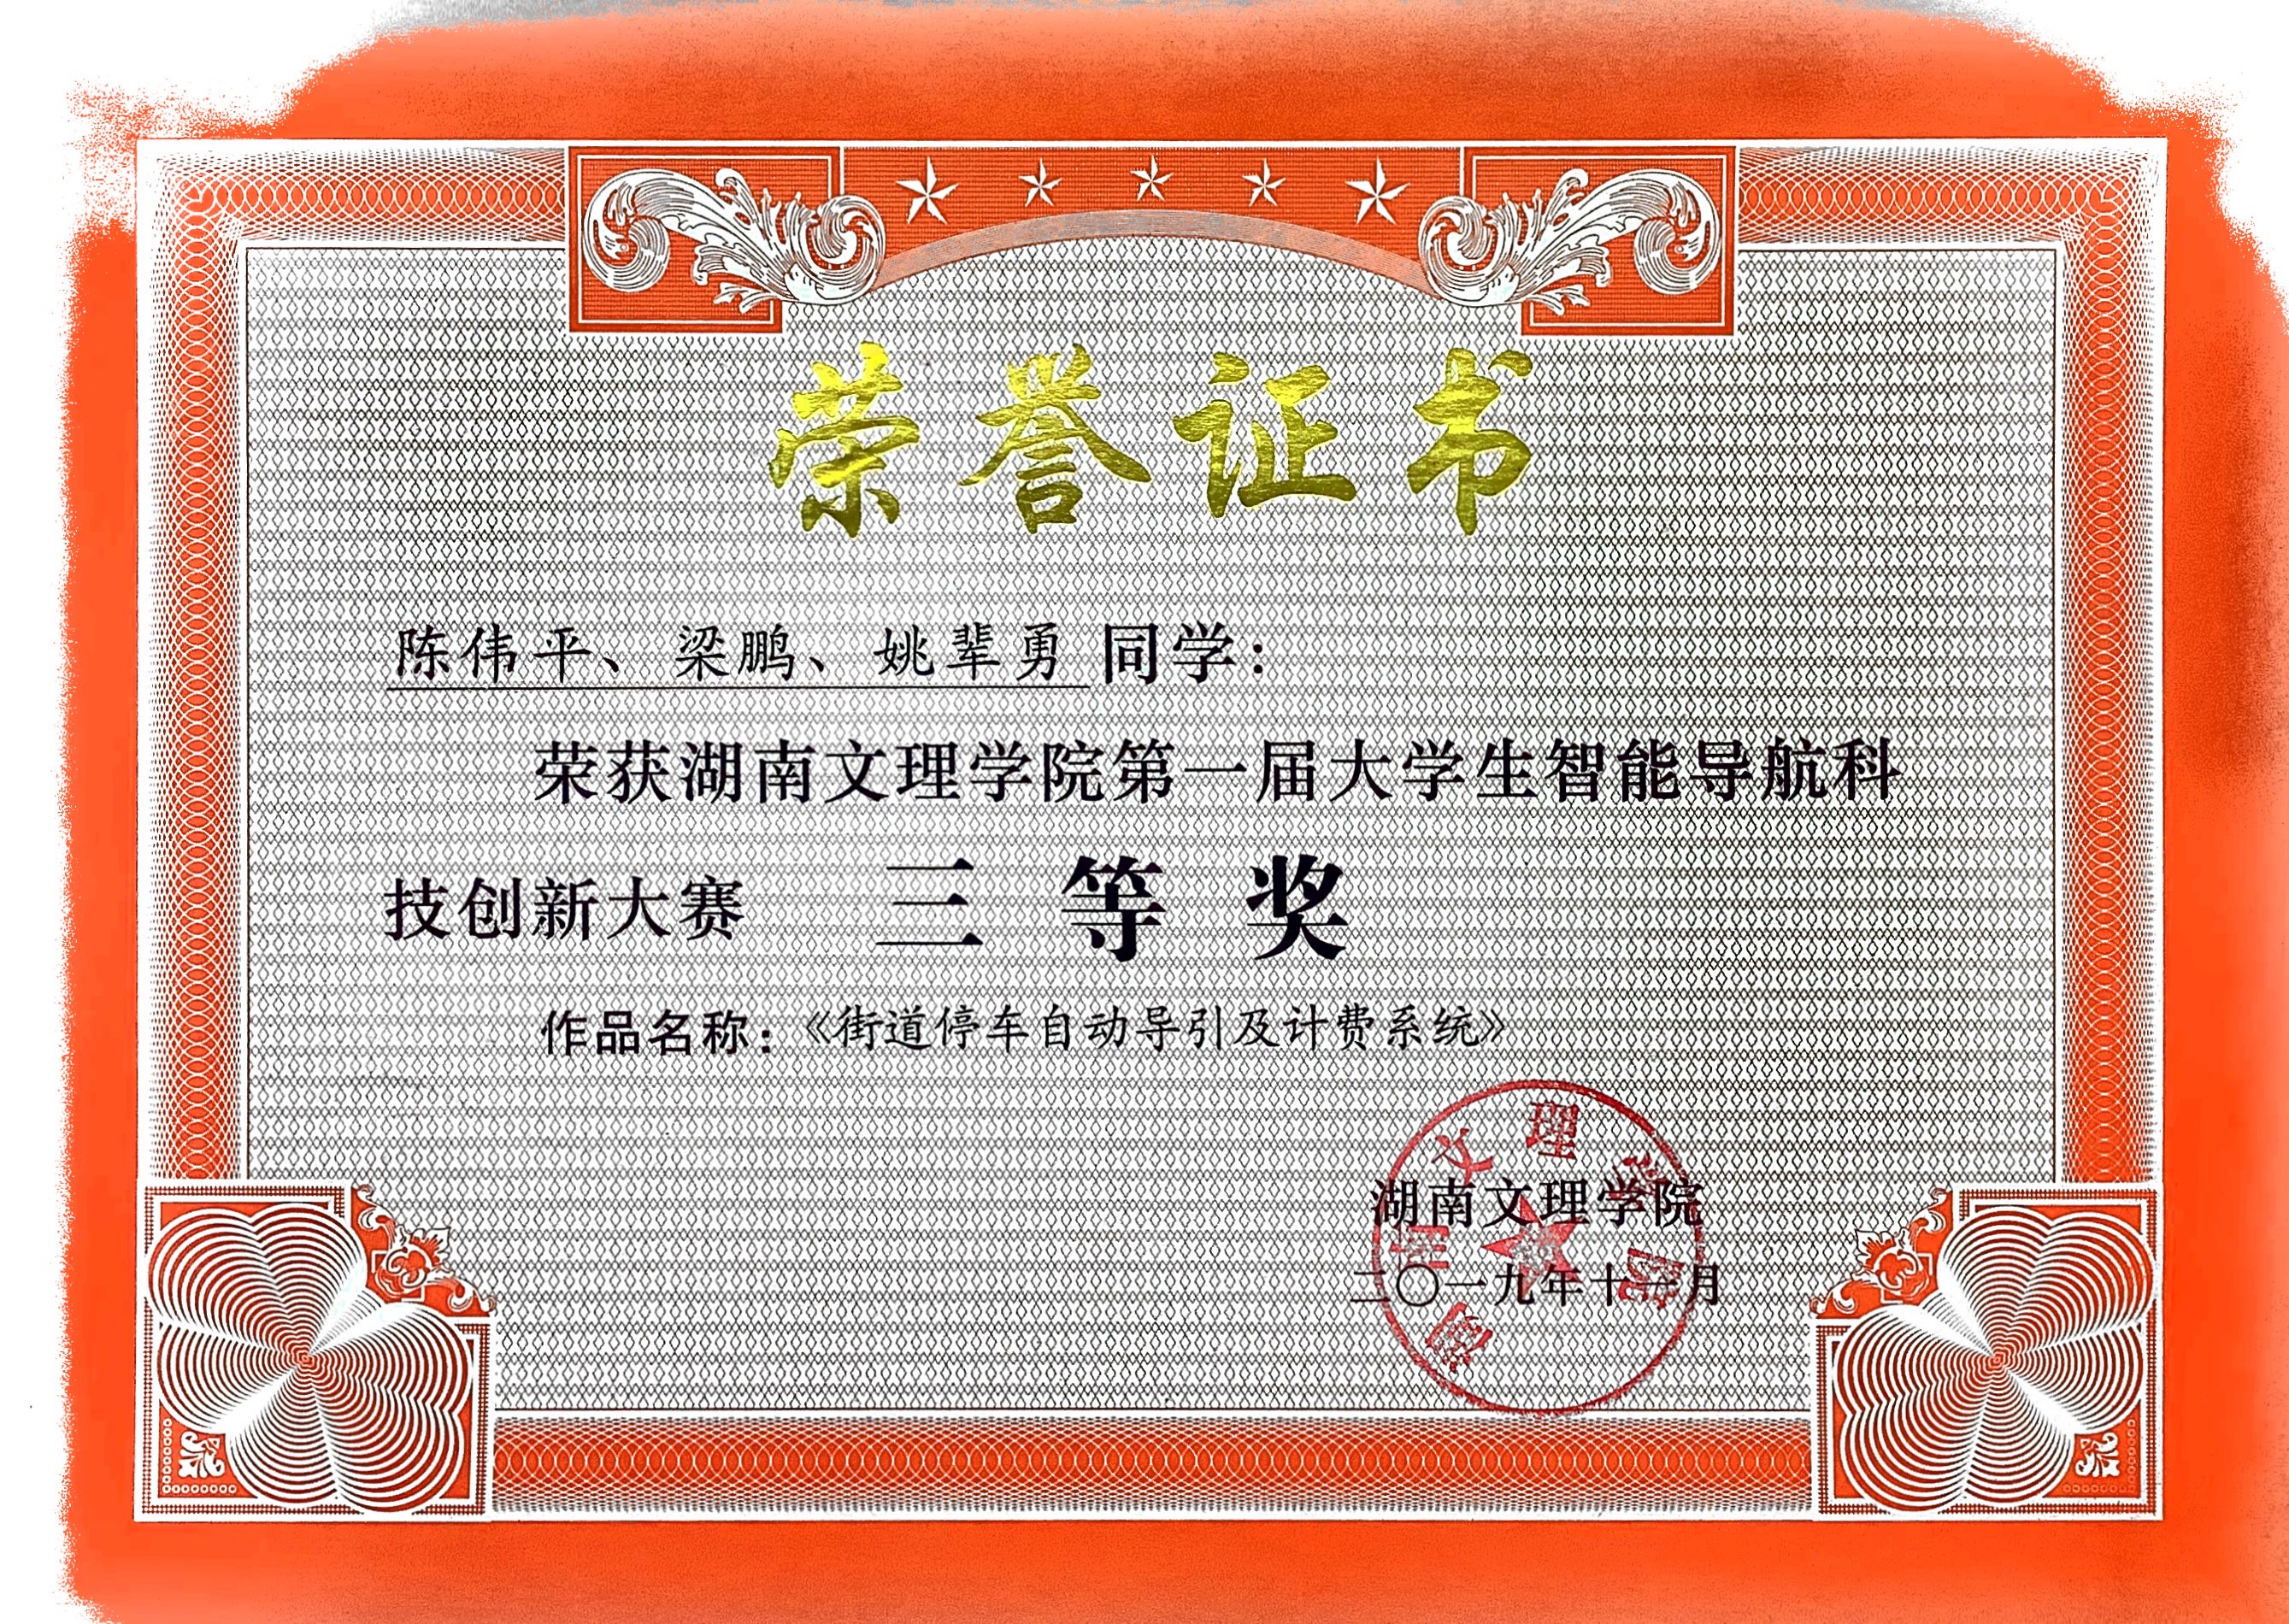 荣誉证书
陈伟平、梁鹏、姚辈勇 同学：
荣获湖南文理学院第一届大学生智能导航科
技创新大赛 三等奖
作品名称：《街道停车自动导引及计费系统》
湖南文理学院
湖南文理学院
二〇一九年十一月